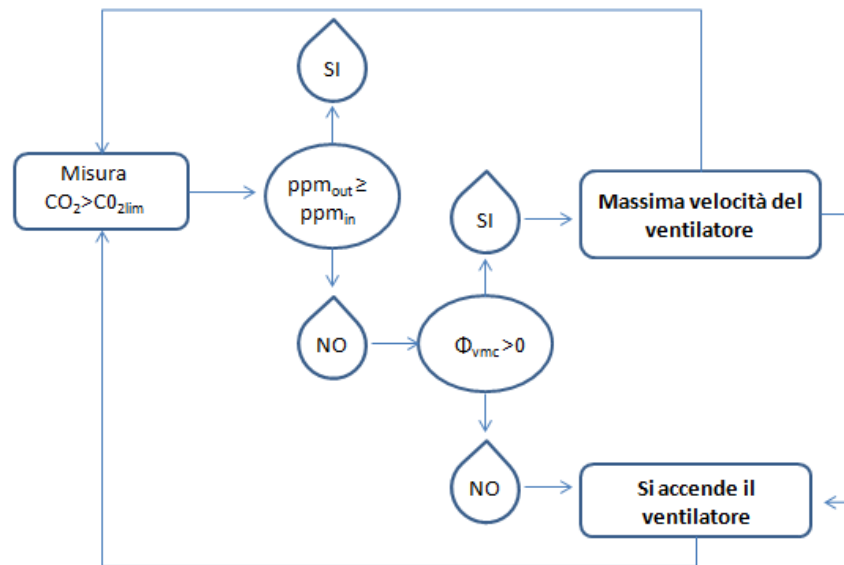 SI
Misura
CO₂>C0₂lim
ppmout ≥
ppmin
SI
Massima velocità del
ventilatore
NO
Φvmc >0
NO
Si accende il
ventilatore